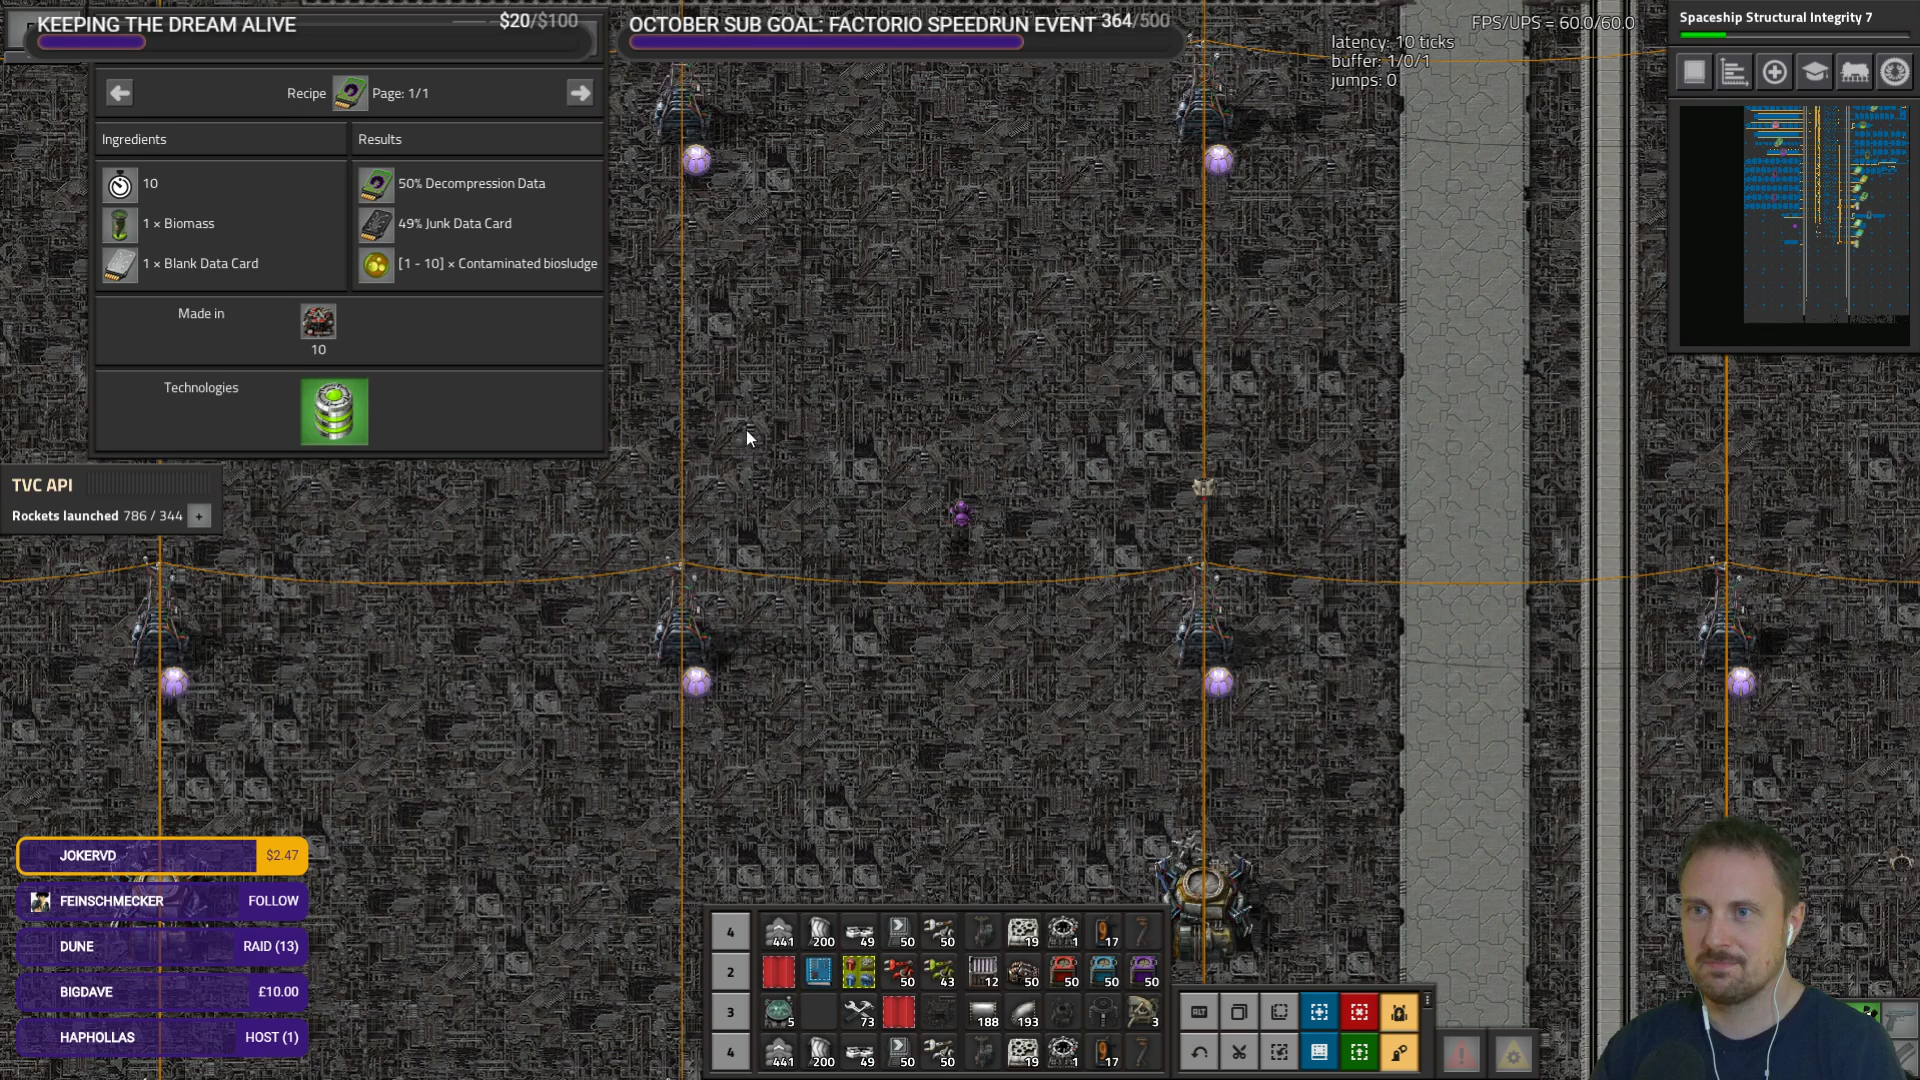 KEEPING THE DREAM ALIVE $20/$100
OCTOBER SUB GOAL: FACTORIO SPEEDRUN EVENT 364/500
FPS/UPS = 60.0/60.0
latency: 10 ticks
buffer: 1/0/1
jumps: 0
Spaceship Structural Integrity 7
Recipe Page: 1/1
Ingredients Results
10 50% Decompression Data
1 × Biomass 49% Junk Data Card
1 × Blank Data Card [1 - 10] × Contaminated biosludge
Made in
10
Technologies
TVC API
Rockets launched 786 / 344 +
JOKERVD $2.47
FEINSCHMECKER FOLLOW
DUNE RAID (13)
BIGDAVE £10.00
HAPHOLLAS HOST (1)
4 441 200 49 50 50 19 1 17
2 50 43 12 50 50 50 50
3 5 73 188 193 3
4 441 200 49 50 50 19 1 17
ALT